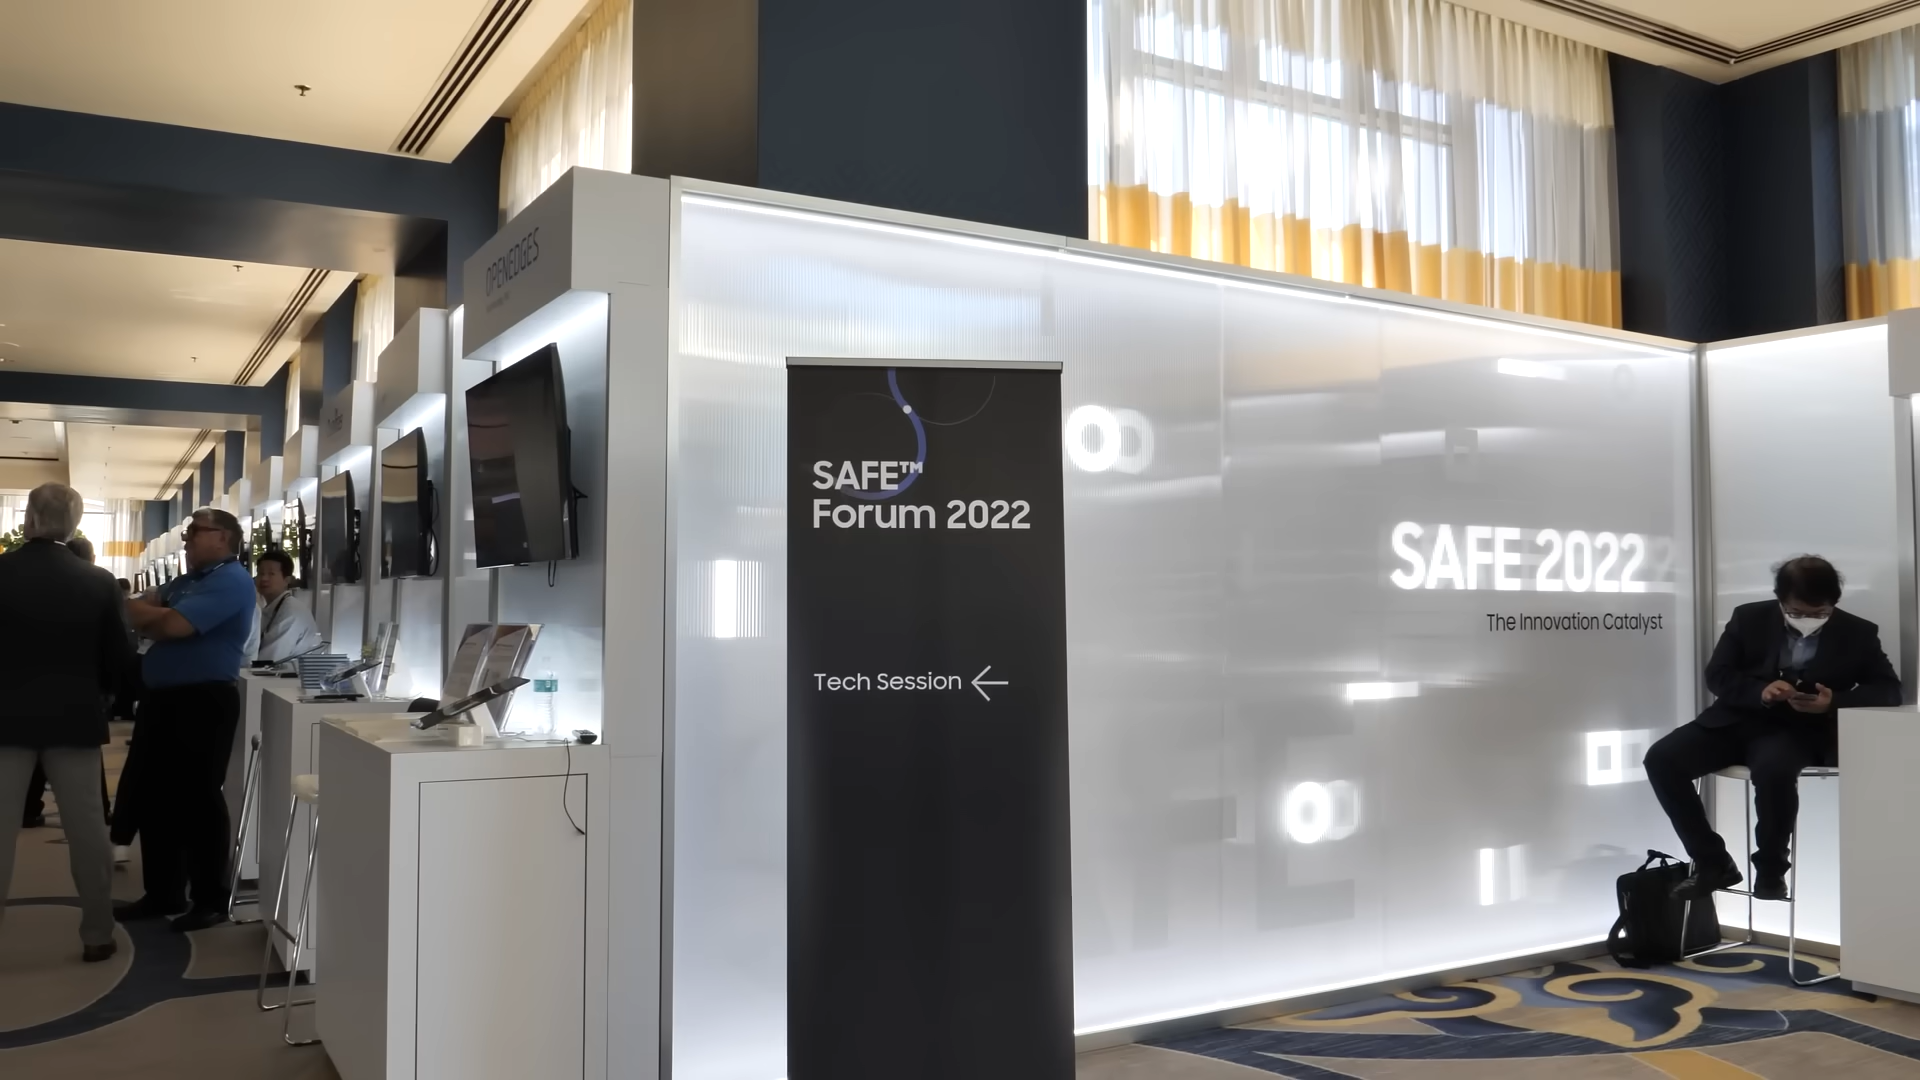 OPENEDGES
SAFE™
Forum 2022
Tech Session
SAFE 2022
The Innovation Catalyst